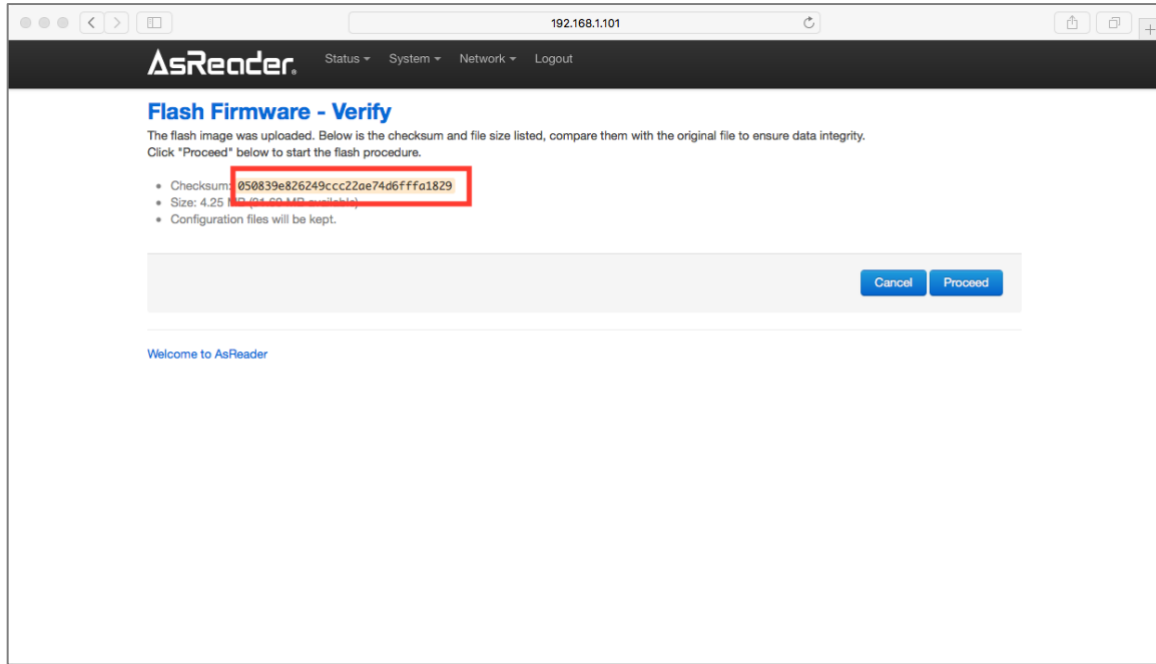 192.168.1.101
AsReader. Status System Network Logout
Flash Firmware - Verify
The flash image was uploaded. Below is the checksum and file size listed, compare them with the original file to ensure data integrity.
Click "Proceed" below to start the flash procedure.
Checksum: 050839e826249ccc22ae74d6fffa1829
Size: 4.25 MB available)
Configuration files will be kept.
Cancel Proceed
Welcome to AsReader